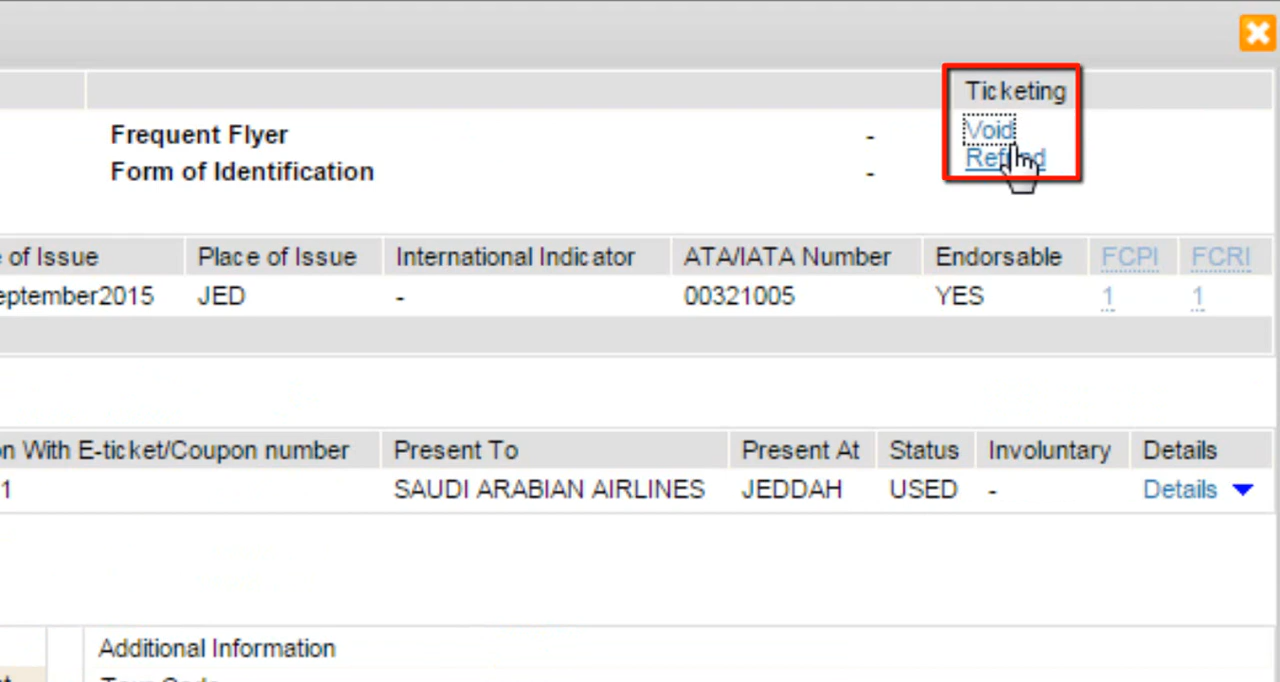 Ticketing
Frequent Flyer -
Void
Form of Identification -
Refund
of Issue Place of Issue International Indicator ATA/IATA Number Endorsable FCPI FCRI
eptember2015 JED - 00321005 YES 1 1
on With E-ticket/Coupon number Present To Present At Status Involuntary Details
1 SAUDI ARABIAN AIRLINES JEDDAH USED - Details
Additional Information